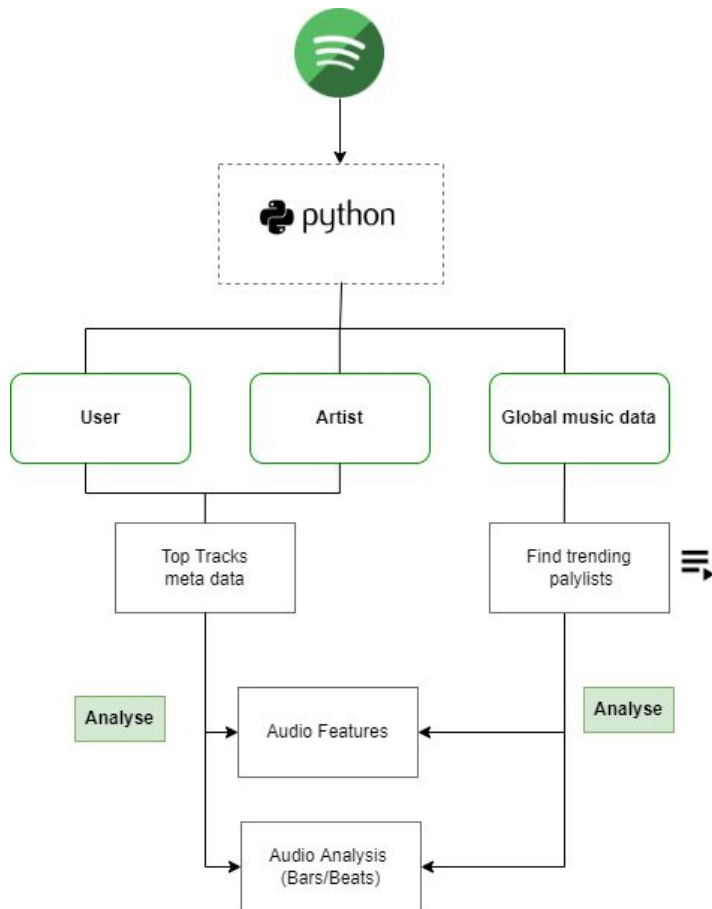 python
User
Artist
Global music data
Top Tracks
meta data
Find trending
palylists
Analyse
Analyse
Audio Features
Audio Analysis
(Bars/Beats)